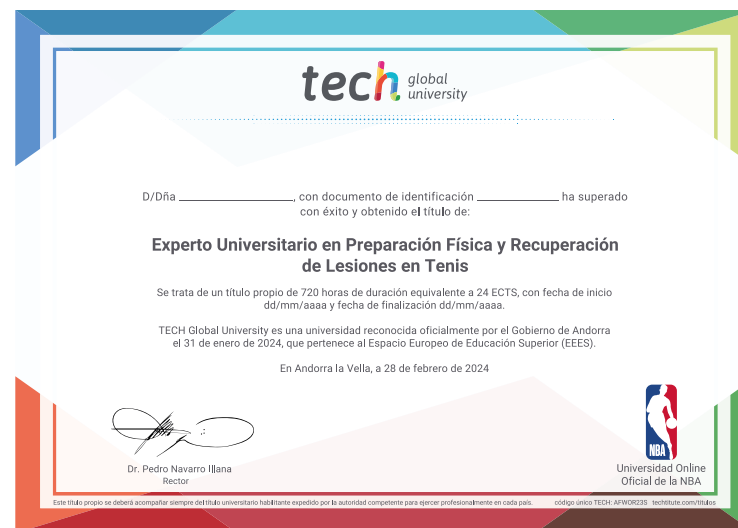 tech global university
D/Dña ____________, con documento de identificación ____________ ha superado
con éxito y obtenido el título de:
Experto Universitario en Preparación Física y Recuperación
de Lesiones en Tenis
Se trata de un título propio de 720 horas de duración equivalente a 24 ECTS, con fecha de inicio
dd/mm/aaaa y fecha de finalización dd/mm/aaaa.
TECH Global University es una universidad reconocida oficialmente por el Gobierno de Andorra
el 31 de enero de 2024, que pertenece al Espacio Europeo de Educación Superior (EEES).
En Andorra la Vella, a 28 de febrero de 2024
Dr. Pedro Navarro Illana
Rector
NBA
Universidad Online
Oficial de la NBA
Este título propio se deberá acompañar siempre del título universitario habilitante expedido por la autoridad competente para ejercer profesionalmente en cada país.
código único TECH: AFWOR23S techtitute.com/titulos